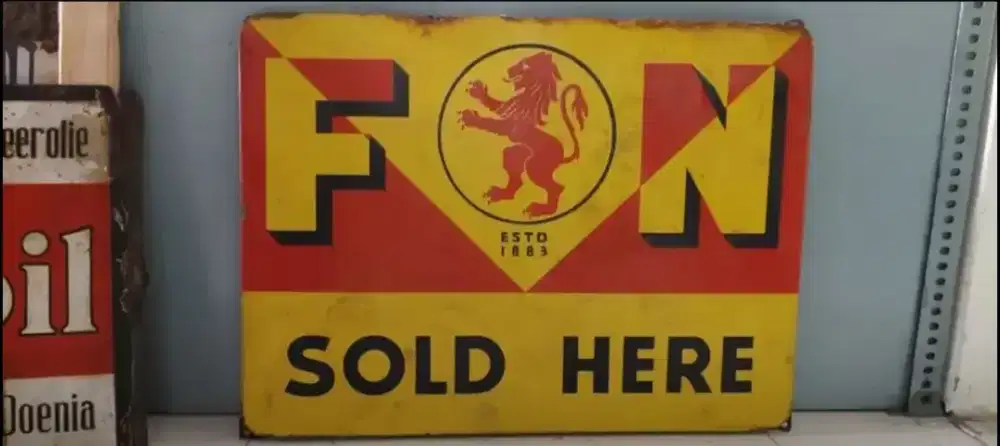 F N
ESTD
1883
SOLD HERE
eerolie
oil
Doenia